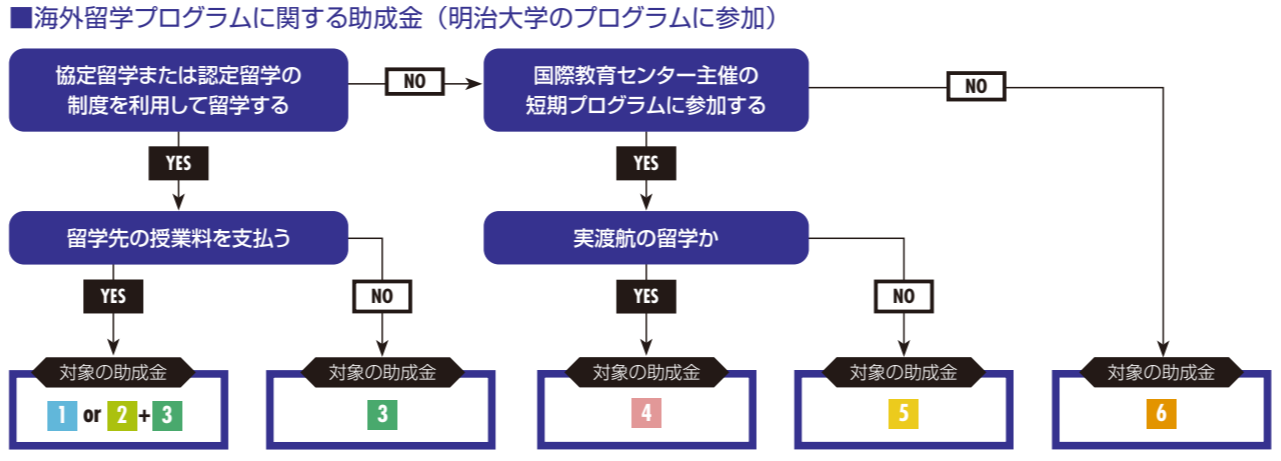 ■海外留学プログラムに関する助成金（明治大学のプログラムに参加）
協定留学または認定留学の
制度を利用して留学する
NO
国際教育センター主催の
短期プログラムに参加する
NO
YES
YES
留学先の授業料を支払う
実渡航の留学か
YES
NO
YES
NO
対象の助成金
1 or 2 + 3
対象の助成金
3
対象の助成金
4
対象の助成金
5
対象の助成金
6